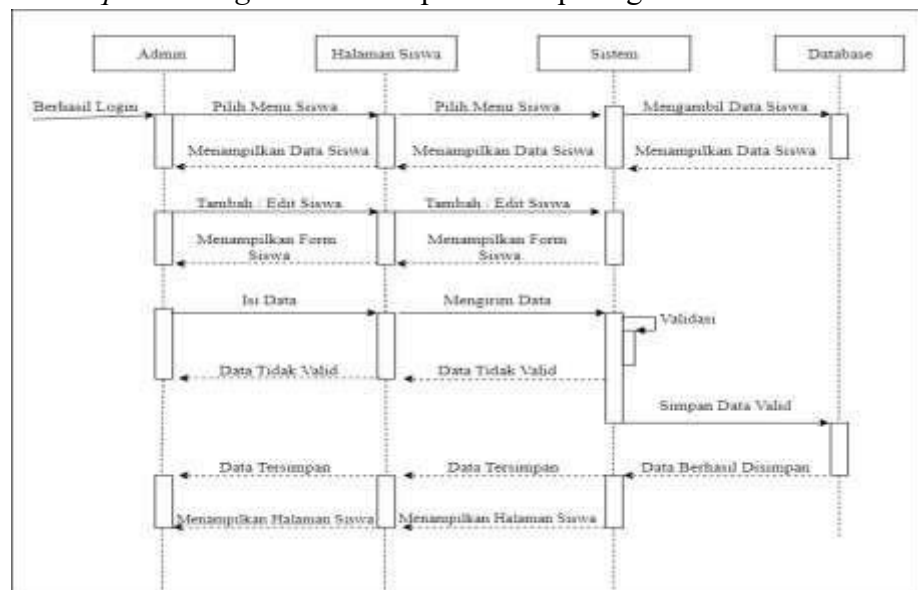 Admin
Halaman Siswa
Sistem
Database
Berhasil Login
Pilih Menu Siswa
Pilih Menu Siswa
Mengambil Data Siswa
Menampilkan Data Siswa
Menampilkan Data Siswa
Menampilkan Data Siswa
Tambah / Edit Siswa
Tambah / Edit Siswa
Menampilkan Form
Siswa
Menampilkan Form
Siswa
Isi Data
Mengirim Data
Validasi
Data Tidak Valid
Data Tidak Valid
Simpan Data Valid
Data Tersimpan
Data Tersimpan
Data Berhasil Disimpan
Menampilkan Halaman Siswa
Menampilkan Halaman Siswa